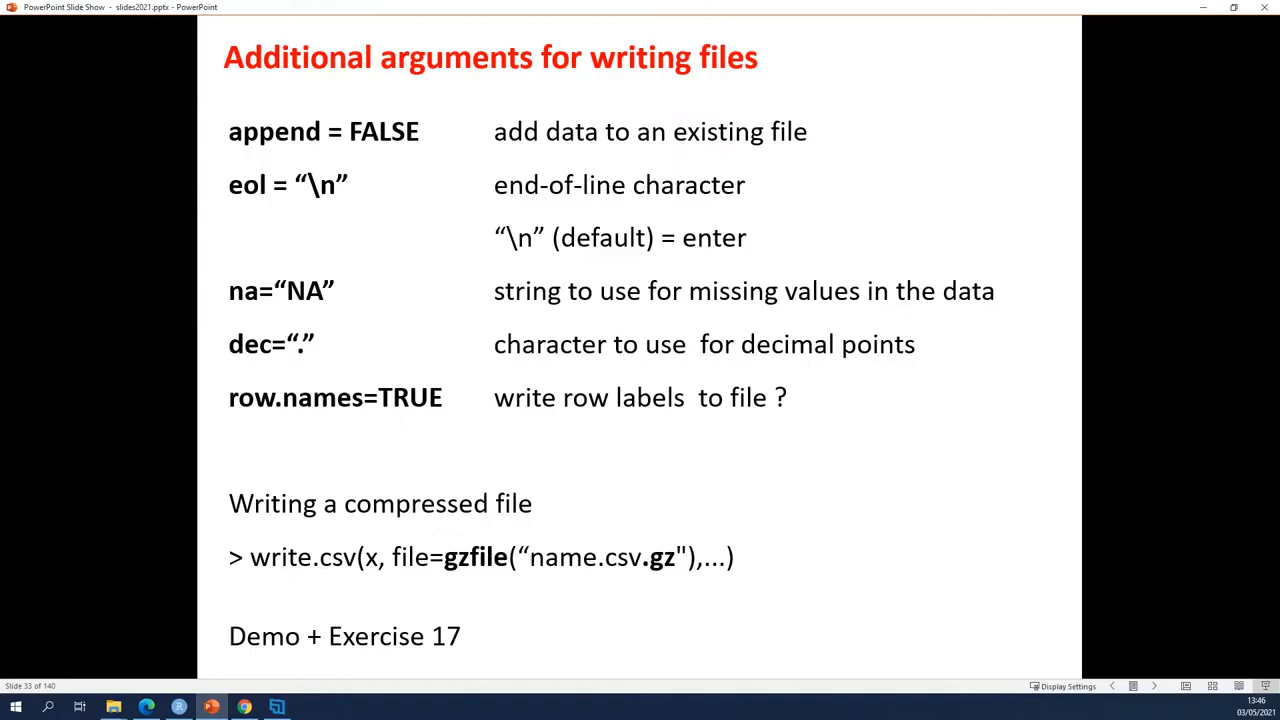 PowerPoint Slide Show - slides2021.pptx - PowerPoint
Additional arguments for writing files
append = FALSE add data to an existing file
eol = “\n” end-of-line character
“\n” (default) = enter
na=“NA” string to use for missing values in the data
dec=“.” character to use  for decimal points
row.names=TRUE write row labels  to file ?
Writing a compressed file
> write.csv(x, file=gzfile(“name.csv.gz"),...)
Demo + Exercise 17
Slide 33 of 140 Display Settings
13:46
03/05/2021